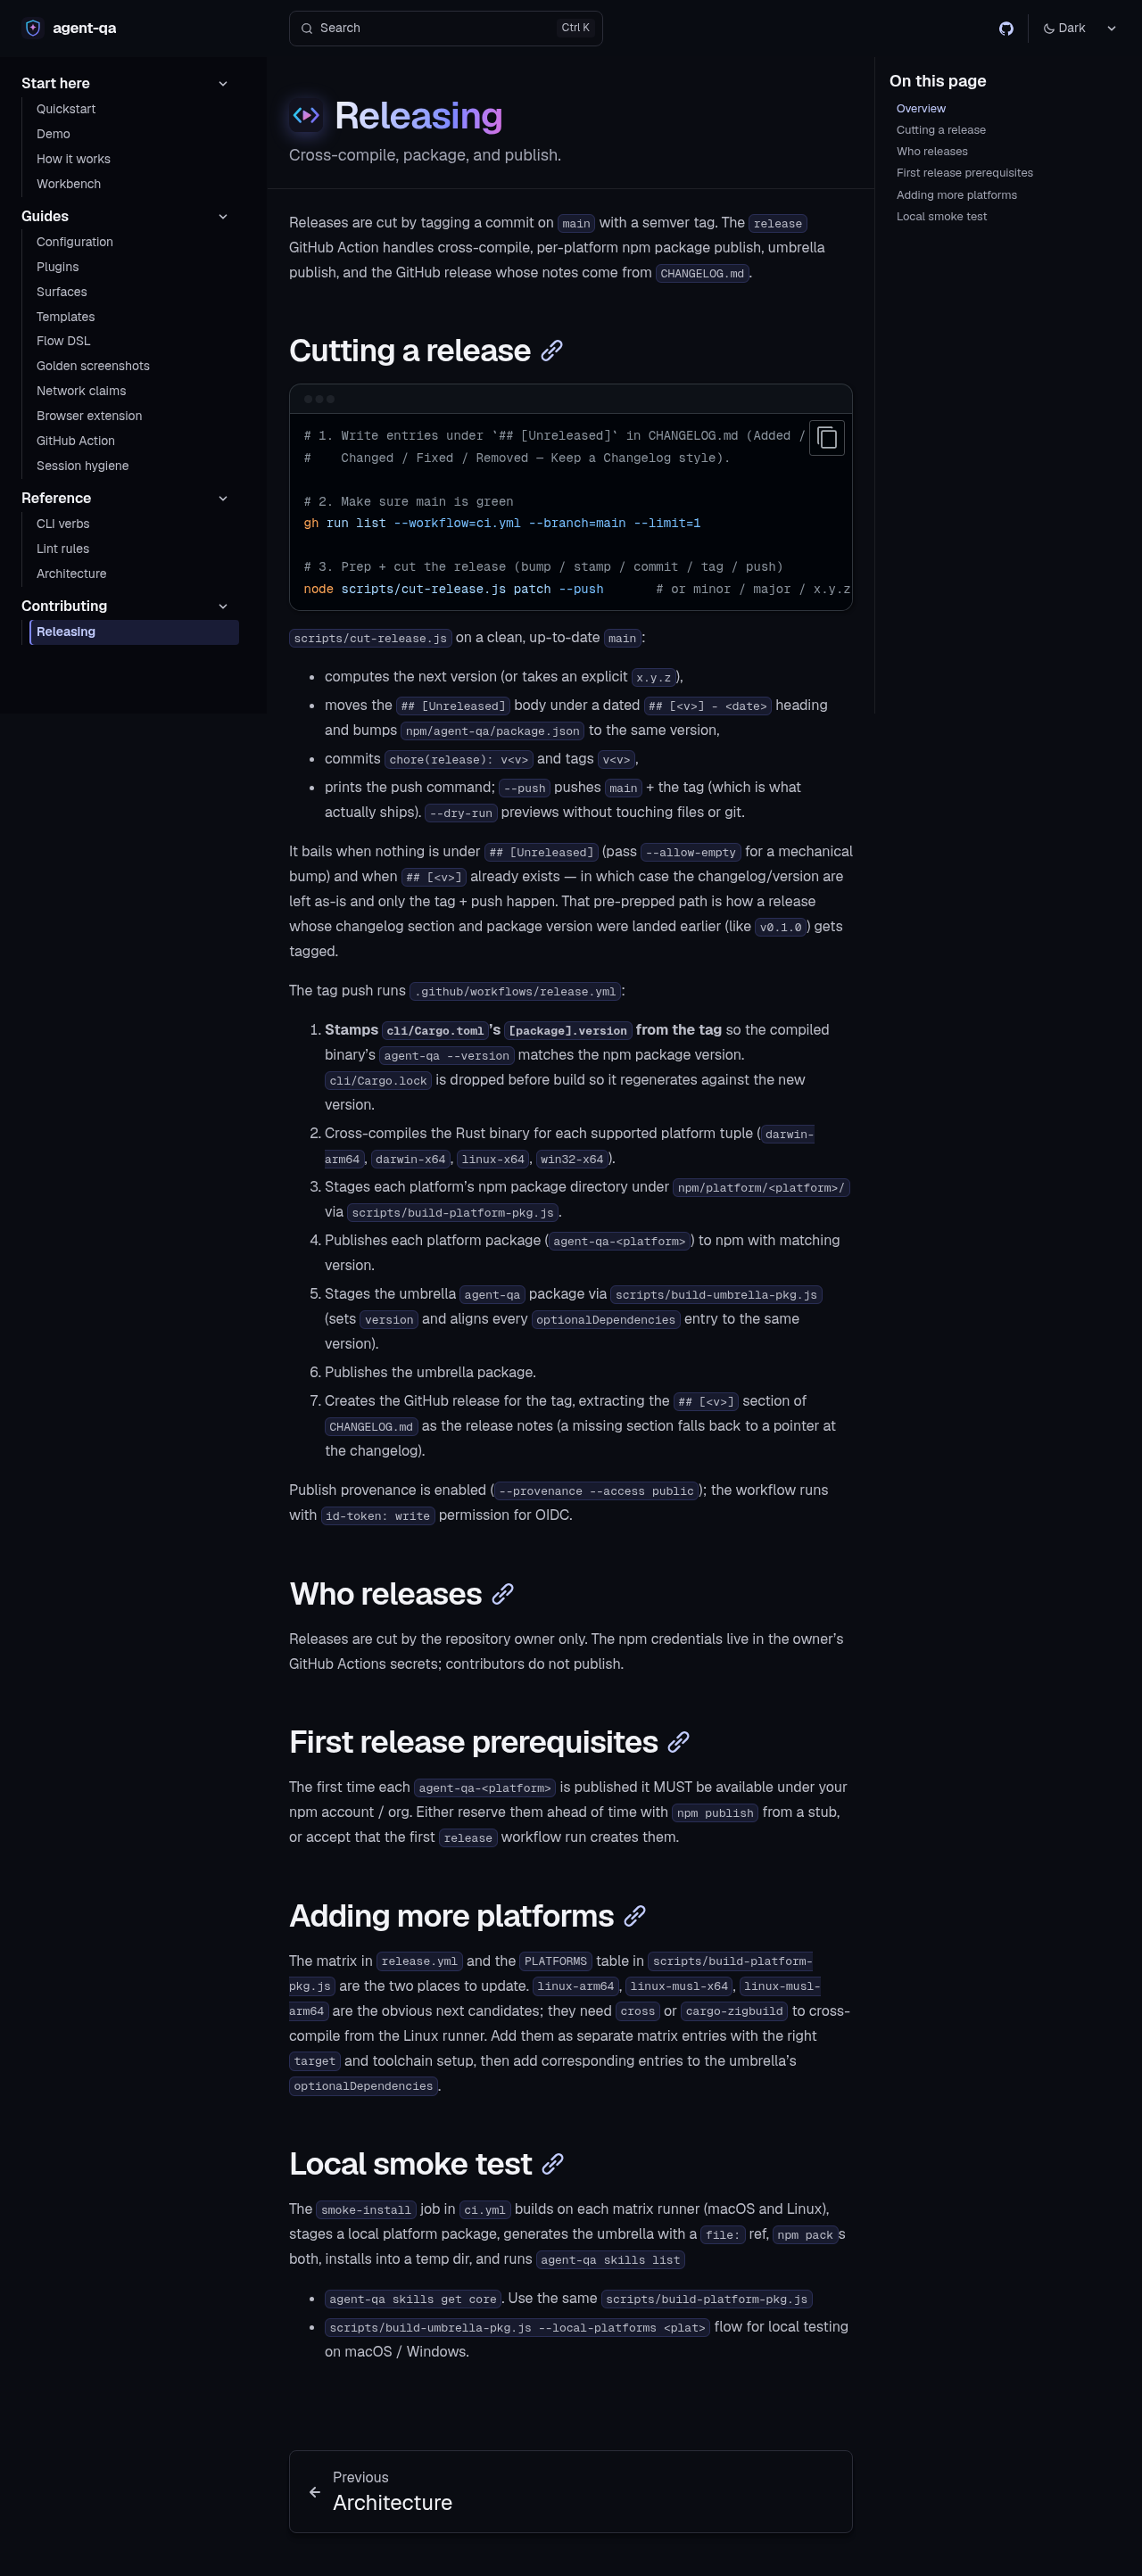 agent-qa
Search
Ctrl K
Dark
Start here
Quickstart
Demo
How it works
Workbench
Guides
Configuration
Plugins
Surfaces
Templates
Flow DSL
Golden screenshots
Network claims
Browser extension
GitHub Action
Session hygiene
Reference
CLI verbs
Lint rules
Architecture
Contributing
Releasing
Releasing
Cross-compile, package, and publish.
Releases are cut by tagging a commit on main with a semver tag. The release
GitHub Action handles cross-compile, per-platform npm package publish, umbrella
publish, and the GitHub release whose notes come from CHANGELOG.md.
Cutting a release
# 1. Write entries under `## [Unreleased]` in CHANGELOG.md (Added /
#    Changed / Fixed / Removed — Keep a Changelog style).
# 2. Make sure main is green
gh run list --workflow=ci.yml --branch=main --limit=1
# 3. Prep + cut the release (bump / stamp / commit / tag / push)
node scripts/cut-release.js patch --push       # or minor / major / x.y.z
scripts/cut-release.js on a clean, up-to-date main:
• computes the next version (or takes an explicit x.y.z),
• moves the ## [Unreleased] body under a dated ## [<v>] - <date> heading
and bumps npm/agent-qa/package.json to the same version,
• commits chore(release): v<v> and tags v<v>,
• prints the push command; --push pushes main + the tag (which is what
actually ships). --dry-run previews without touching files or git.
It bails when nothing is under ## [Unreleased] (pass --allow-empty for a mechanical
bump) and when ## [<v>] already exists — in which case the changelog/version are
left as-is and only the tag + push happen. That pre-prepped path is how a release
whose changelog section and package version were landed earlier (like v0.1.0) gets
tagged.
The tag push runs .github/workflows/release.yml:
1. Stamps cli/Cargo.toml's [package].version from the tag so the compiled
binary's agent-qa --version matches the npm package version.
cli/Cargo.lock is dropped before build so it regenerates against the new
version.
2. Cross-compiles the Rust binary for each supported platform tuple (darwin-
arm64, darwin-x64, linux-x64, win32-x64).
3. Stages each platform's npm package directory under npm/platform/<platform>/
via scripts/build-platform-pkg.js.
4. Publishes each platform package (agent-qa-<platform>) to npm with matching
version.
5. Stages the umbrella agent-qa package via scripts/build-umbrella-pkg.js
(sets version and aligns every optionalDependencies entry to the same
version).
6. Publishes the umbrella package.
7. Creates the GitHub release for the tag, extracting the ## [<v>] section of
CHANGELOG.md as the release notes (a missing section falls back to a pointer at
the changelog).
Publish provenance is enabled (--provenance --access public); the workflow runs
with id-token: write permission for OIDC.
Who releases
Releases are cut by the repository owner only. The npm credentials live in the owner's
GitHub Actions secrets; contributors do not publish.
First release prerequisites
The first time each agent-qa-<platform> is published it MUST be available under your
npm account / org. Either reserve them ahead of time with npm publish from a stub,
or accept that the first release workflow run creates them.
Adding more platforms
The matrix in release.yml and the PLATFORMS table in scripts/build-platform-
pkg.js are the two places to update. linux-arm64, linux-musl-x64, linux-musl-
arm64 are the obvious next candidates; they need cross or cargo-zigbuild to cross-
compile from the Linux runner. Add them as separate matrix entries with the right
target and toolchain setup, then add corresponding entries to the umbrella's
optionalDependencies.
Local smoke test
The smoke-install job in ci.yml builds on each matrix runner (macOS and Linux),
stages a local platform package, generates the umbrella with a file: ref, npm packs
both, installs into a temp dir, and runs agent-qa skills list
• agent-qa skills get core. Use the same scripts/build-platform-pkg.js
• scripts/build-umbrella-pkg.js --local-platforms <plat> flow for local testing
on macOS / Windows.
Previous
Architecture
On this page
Overview
Cutting a release
Who releases
First release prerequisites
Adding more platforms
Local smoke test